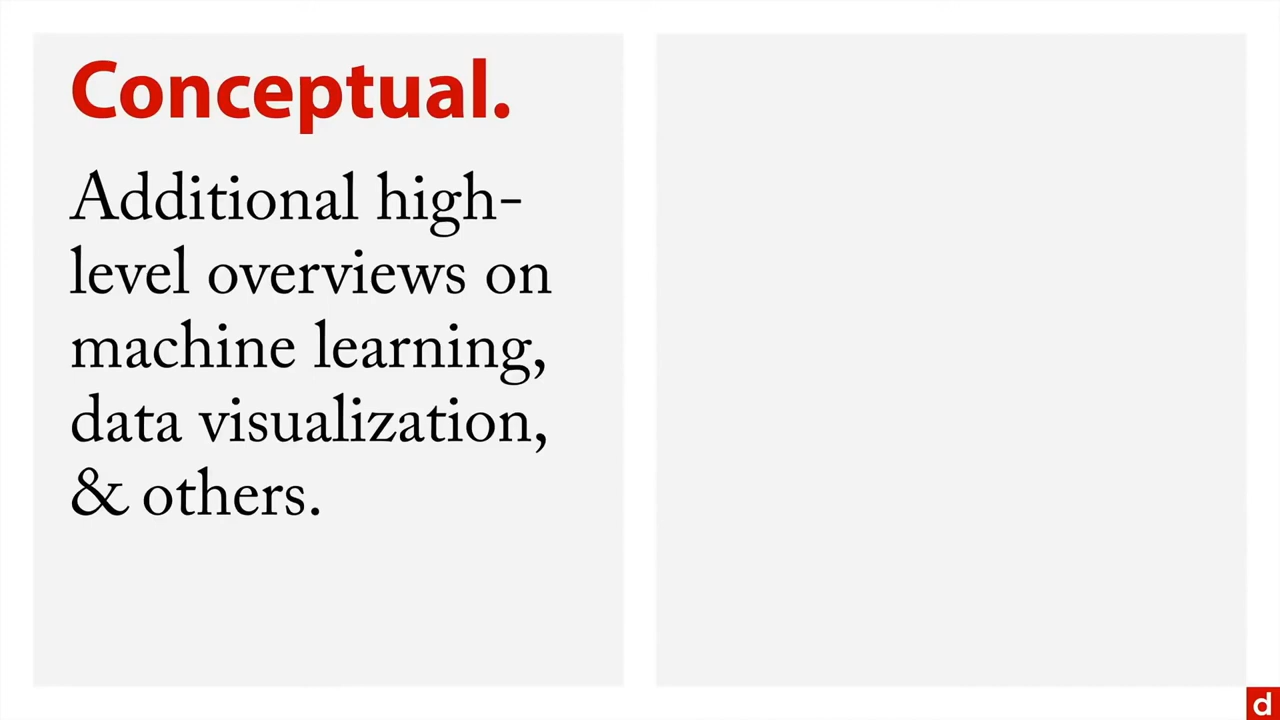 Conceptual.
Additional high-
level overviews on
machine learning,
data visualization,
& others.
d